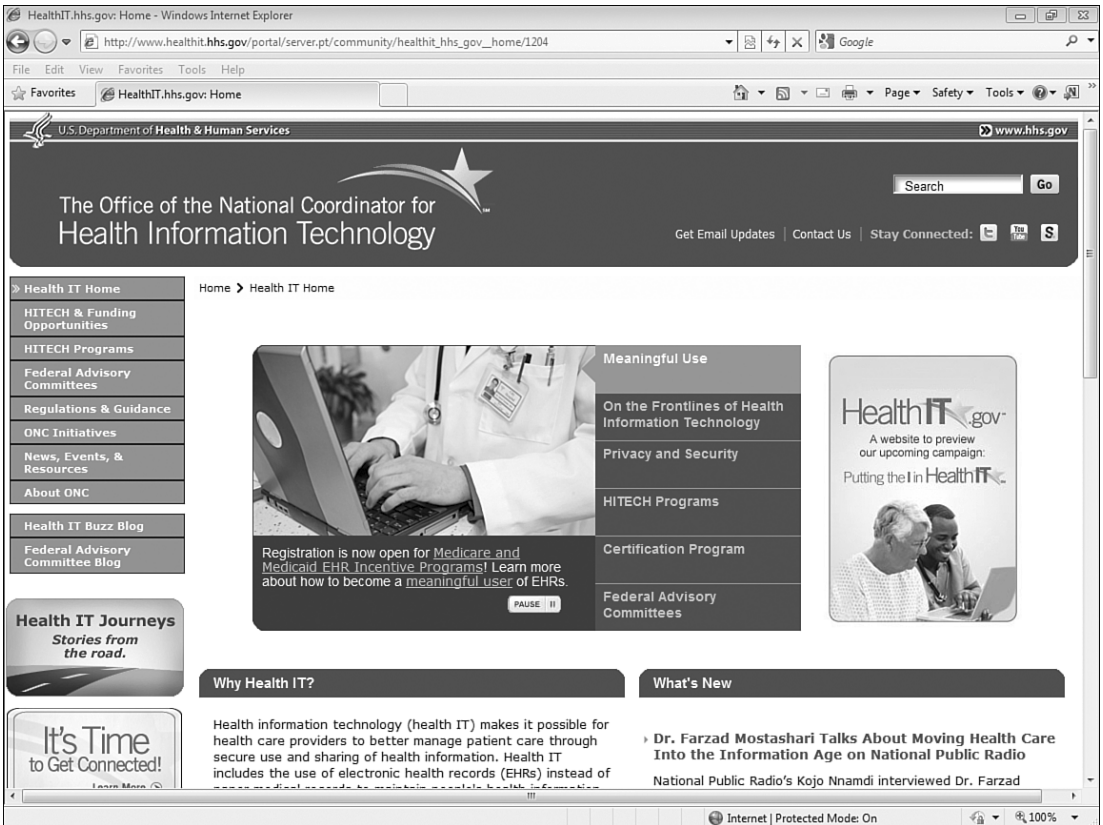 HealthIT.hhs.gov: Home - Windows Internet Explorer
http://www.healthit.hhs.gov/portal/server.pt/community/healthit_hhs_gov__home/1204
Google
File Edit View Favorites Tools Help
Favorites
HealthIT.hhs.gov: Home
Page Safety Tools
U.S. Department of Health & Human Services
www.hhs.gov
The Office of the National Coordinator for
Health Information Technology
Search Go
Get Email Updates | Contact Us | Stay Connected:
You Tube
S
Health IT Home
HITECH & Funding
Opportunities
HITECH Programs
Federal Advisory
Committees
Regulations & Guidance
ONC Initiatives
News, Events, &
Resources
About ONC
Health IT Buzz Blog
Federal Advisory
Committee Blog
Health IT Journeys
Stories from
the road.
It's Time
to Get Connected!
Learn More
Home > Health IT Home
Registration is now open for Medicare and
Medicaid EHR Incentive Programs! Learn more
about how to become a meaningful user of EHRs.
PAUSE
Meaningful Use
On the Frontlines of Health
Information Technology
Privacy and Security
HITECH Programs
Certification Program
Federal Advisory
Committees
HealthIT.gov
A website to preview
our upcoming campaign:
Putting the I in HealthIT
Why Health IT?
Health information technology (health IT) makes it possible for
health care providers to better manage patient care through
secure use and sharing of health information. Health IT
includes the use of electronic health records (EHRs) instead of
paper medical records to maintain people's health information
What's New
Dr. Farzad Mostashari Talks About Moving Health Care
Into the Information Age on National Public Radio
National Public Radio's Kojo Nnamdi interviewed Dr. Farzad
Internet | Protected Mode: On
100%